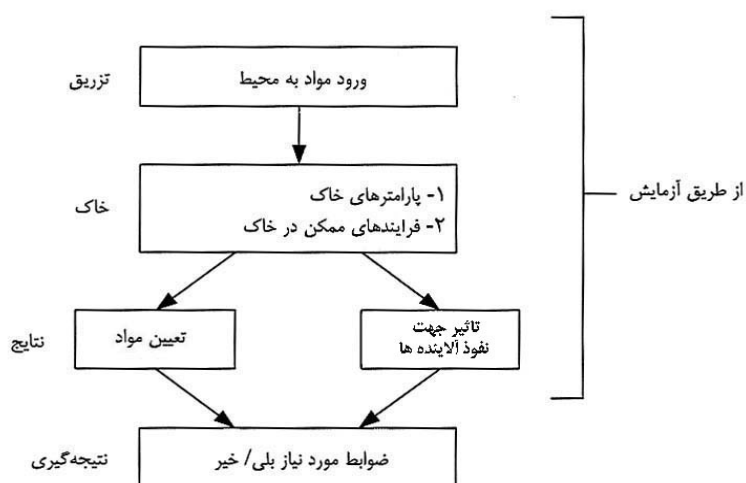 تزریق
ورود مواد به محیط
خاک
۱- پارامترهای خاک
۲- فرایندهای ممکن در خاک
از طریق آزمایش
نتایج
تعیین مواد
تاثیر جهت
نفوذ آلاینده ها
نتیجه‌گیری
ضوابط مورد نیاز بلی/ خیر